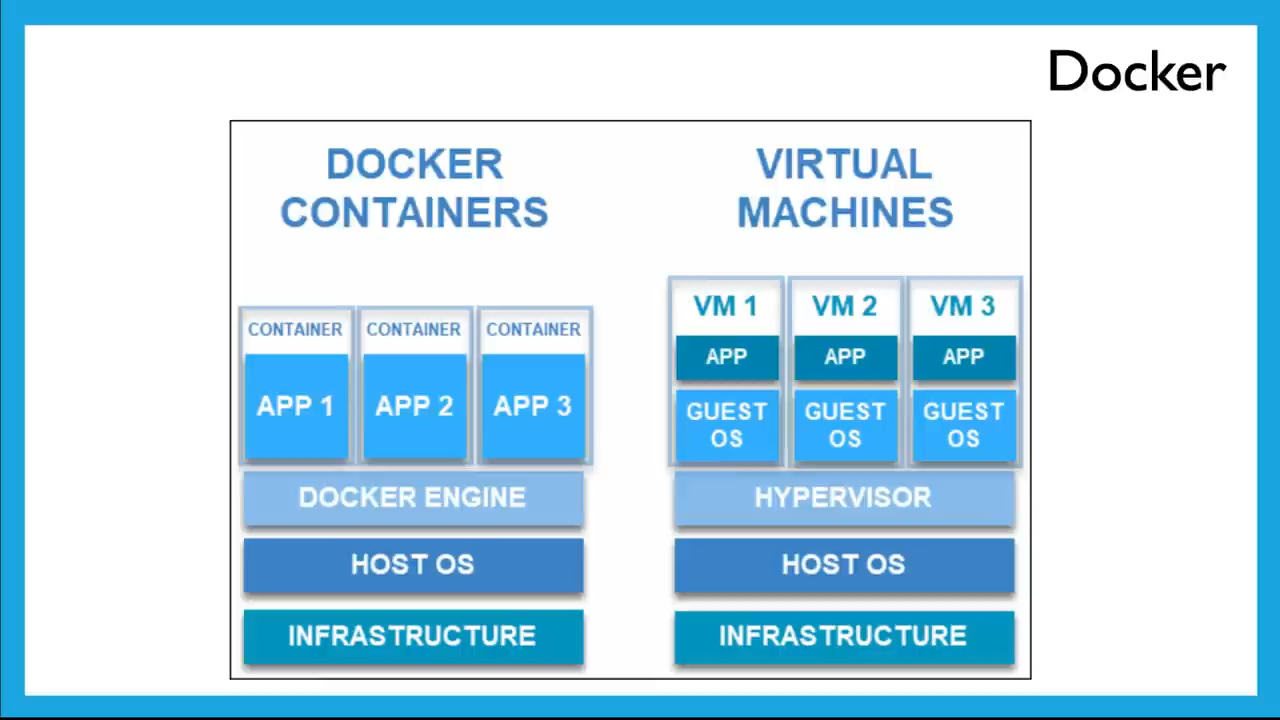 Docker
DOCKER
CONTAINERS
CONTAINER CONTAINER CONTAINER
APP 1 APP 2 APP 3
DOCKER ENGINE
HOST OS
INFRASTRUCTURE
VIRTUAL
MACHINES
VM 1 VM 2 VM 3
APP APP APP
GUEST GUEST GUEST
OS OS OS
HYPERVISOR
HOST OS
INFRASTRUCTURE